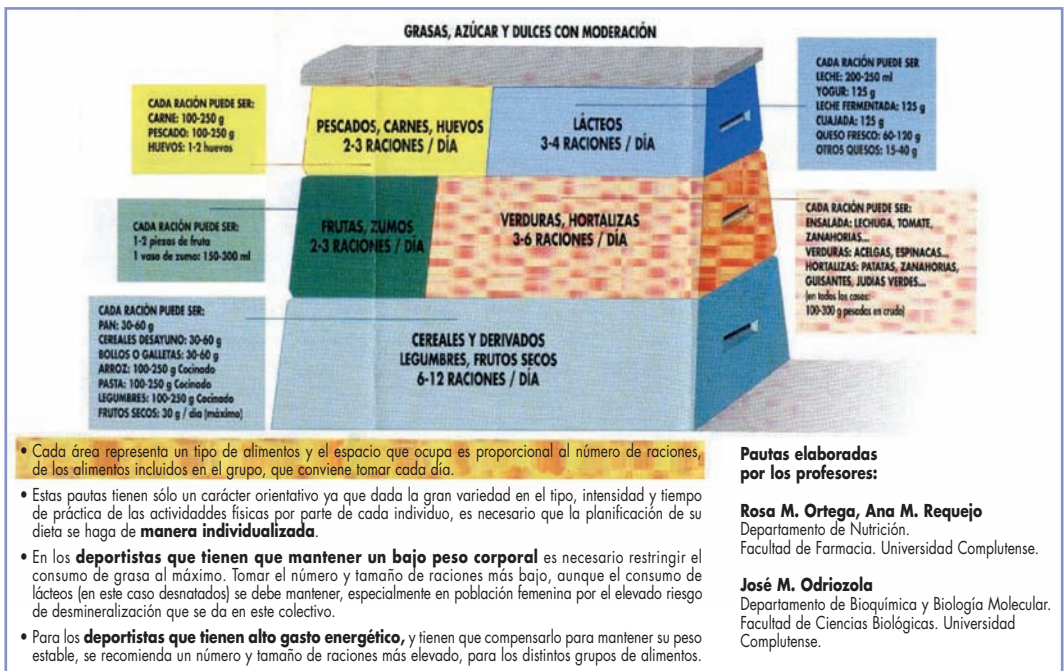 GRASAS, AZÚCAR Y DULCES CON MODERACIÓN
CADA RACIÓN PUEDE SER:
CARNE: 100-250 g
PESCADO: 100-250 g
HUEVOS: 1-2 huevos
PESCADOS, CARNES, HUEVOS
2-3 RACIONES / DÍA
LÁCTEOS
3-4 RACIONES / DÍA
CADA RACIÓN PUEDE SER
LECHE: 200-250 ml
YOGUR: 125 g
LECHE FERMENTADA: 125 g
CUAJADA: 125 g
QUESO FRESCO: 60-120 g
OTROS QUESOS: 15-40 g
CADA RACIÓN PUEDE SER:
1-2 piezas de fruta
1 vaso de zumo: 150-300 ml
FRUTAS, ZUMOS
2-3 RACIONES / DÍA
VERDURAS, HORTALIZAS
3-6 RACIONES / DÍA
CADA RACIÓN PUEDE SER:
ENSALADA: LECHUGA, TOMATE,
ZANAHORIAS...
VERDURAS: ACELGAS, ESPINACAS...
HORTALIZAS: PATATAS, ZANAHORIAS,
GUISANTES, JUDIAS VERDES...
(en todos los casos:
100-300 g pesados en crudo)
CADA RACIÓN PUEDE SER:
PAN: 30-60 g
CEREALES DESAYUNO: 30-60 g
BOLLOS O GALLETAS: 30-60 g
ARROZ: 100-250 g Cocinado
PASTA: 100-250 g Cocinado
LEGUMBRES: 100-250 g Cocinado
FRUTOS SECOS: 30 g / dia (máximo)
CEREALES Y DERIVADOS
LEGUMBRES, FRUTOS SECOS
6-12 RACIONES / DÍA
• Cada área representa un tipo de alimentos y el espacio que ocupa es proporcional al número de raciones,
de los alimentos incluidos en el grupo, que conviene tomar cada día.
• Estas pautas tienen sólo un carácter orientativo ya que dada la gran variedad en el tipo, intensidad y tiempo
de práctica de las actividaddes físicas por parte de cada individuo, es necesario que la planificación de su
dieta se haga de manera individualizada.
• En los deportistas que tienen que mantener un bajo peso corporal es necesario restringir el
consumo de grasa al máximo. Tomar el número y tamaño de raciones más bajo, aunque el consumo de
lácteos (en este caso desnatados) se debe mantener, especialmente en población femenina por el elevado riesgo
de desmineralización que se da en este colectivo.
• Para los deportistas que tienen alto gasto energético, y tienen que compensarlo para mantener su peso
estable, se recomienda un número y tamaño de raciones más elevado, para los distintos grupos de alimentos.
Pautas elaboradas
por los profesores:
Rosa M. Ortega, Ana M. Requejo
Departamento de Nutrición.
Facultad de Farmacia. Universidad Complutense.
José M. Odriozola
Departamento de Bioquímica y Biología Molecular.
Facultad de Ciencias Biológicas. Universidad
Complutense.